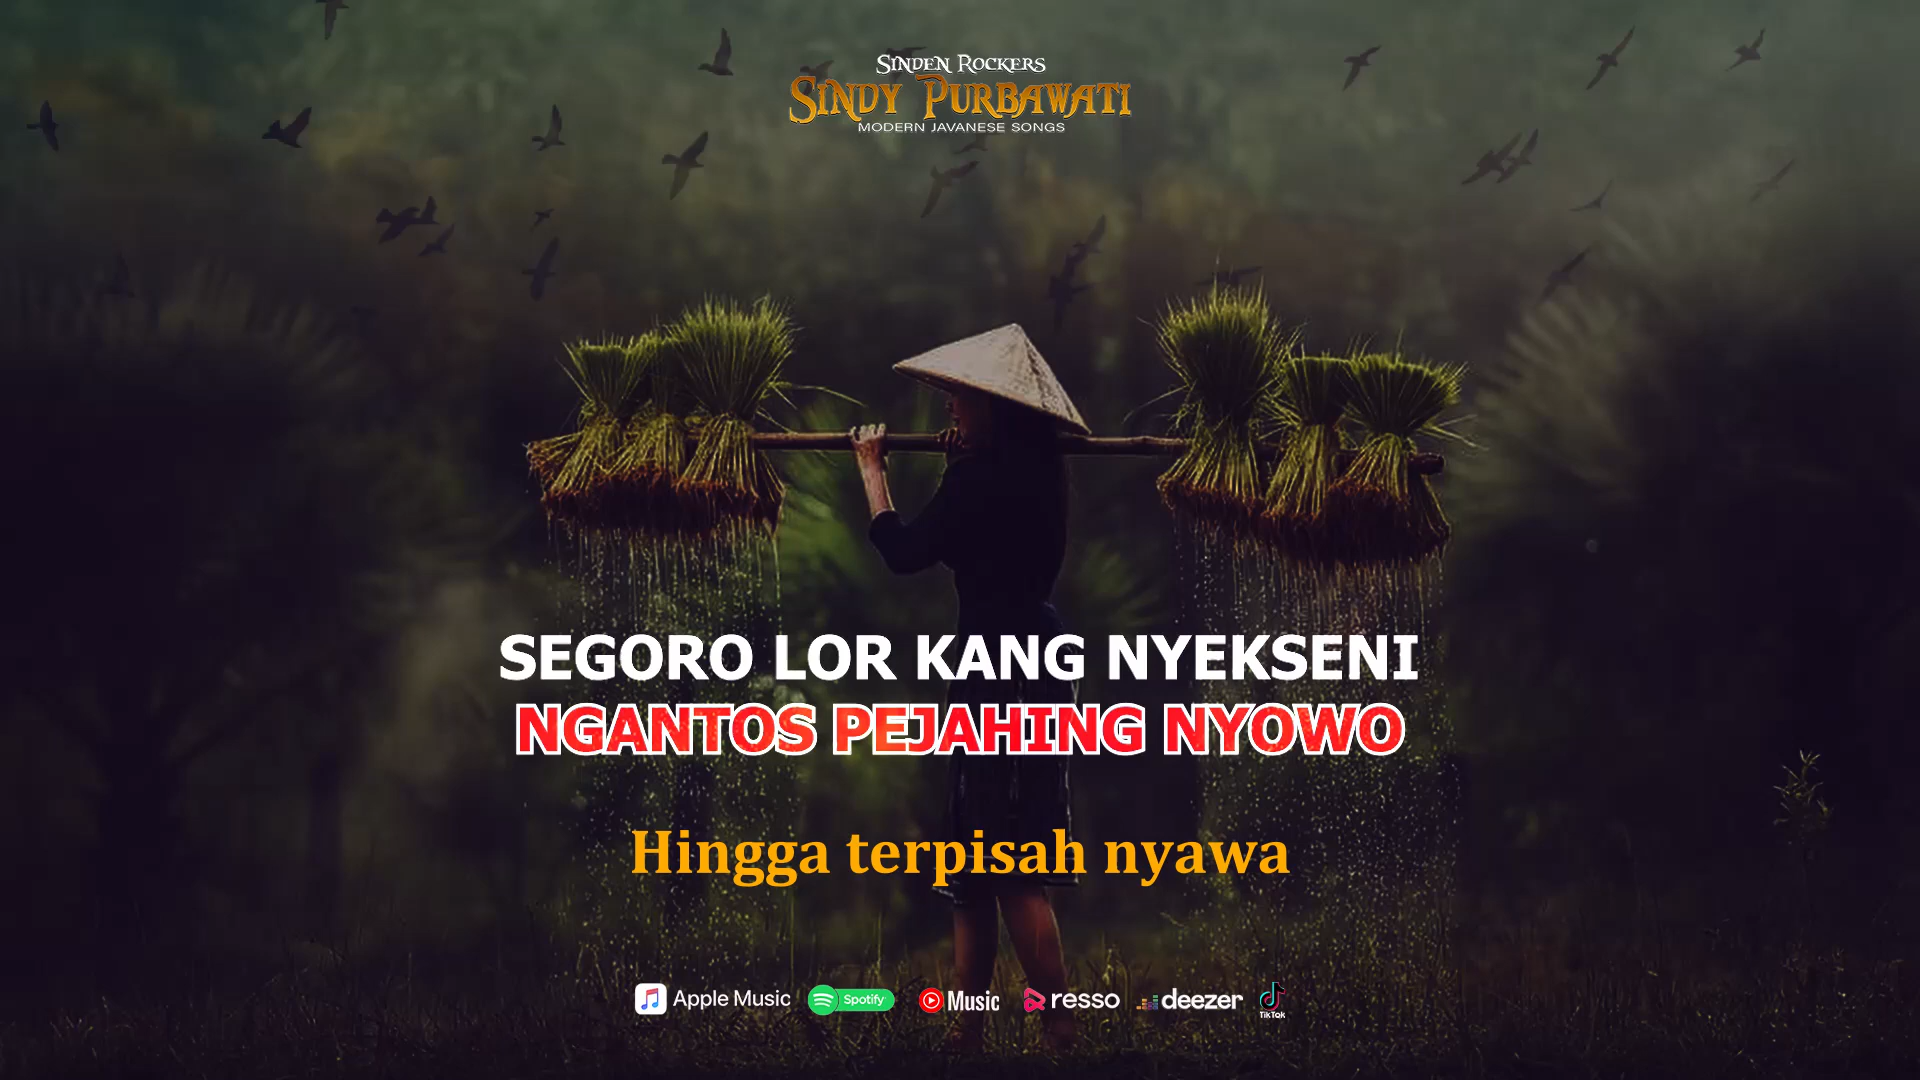 SINDEN ROCKERS
SINDY PURBAWATI
MODERN JAVANESE SONGS
SEGORO LOR KANG NYEKSENI
NGANTOS PEJAHING NYOWO
Hingga terpisah nyawa
Apple Music Spotify Music resso deezer TikTok